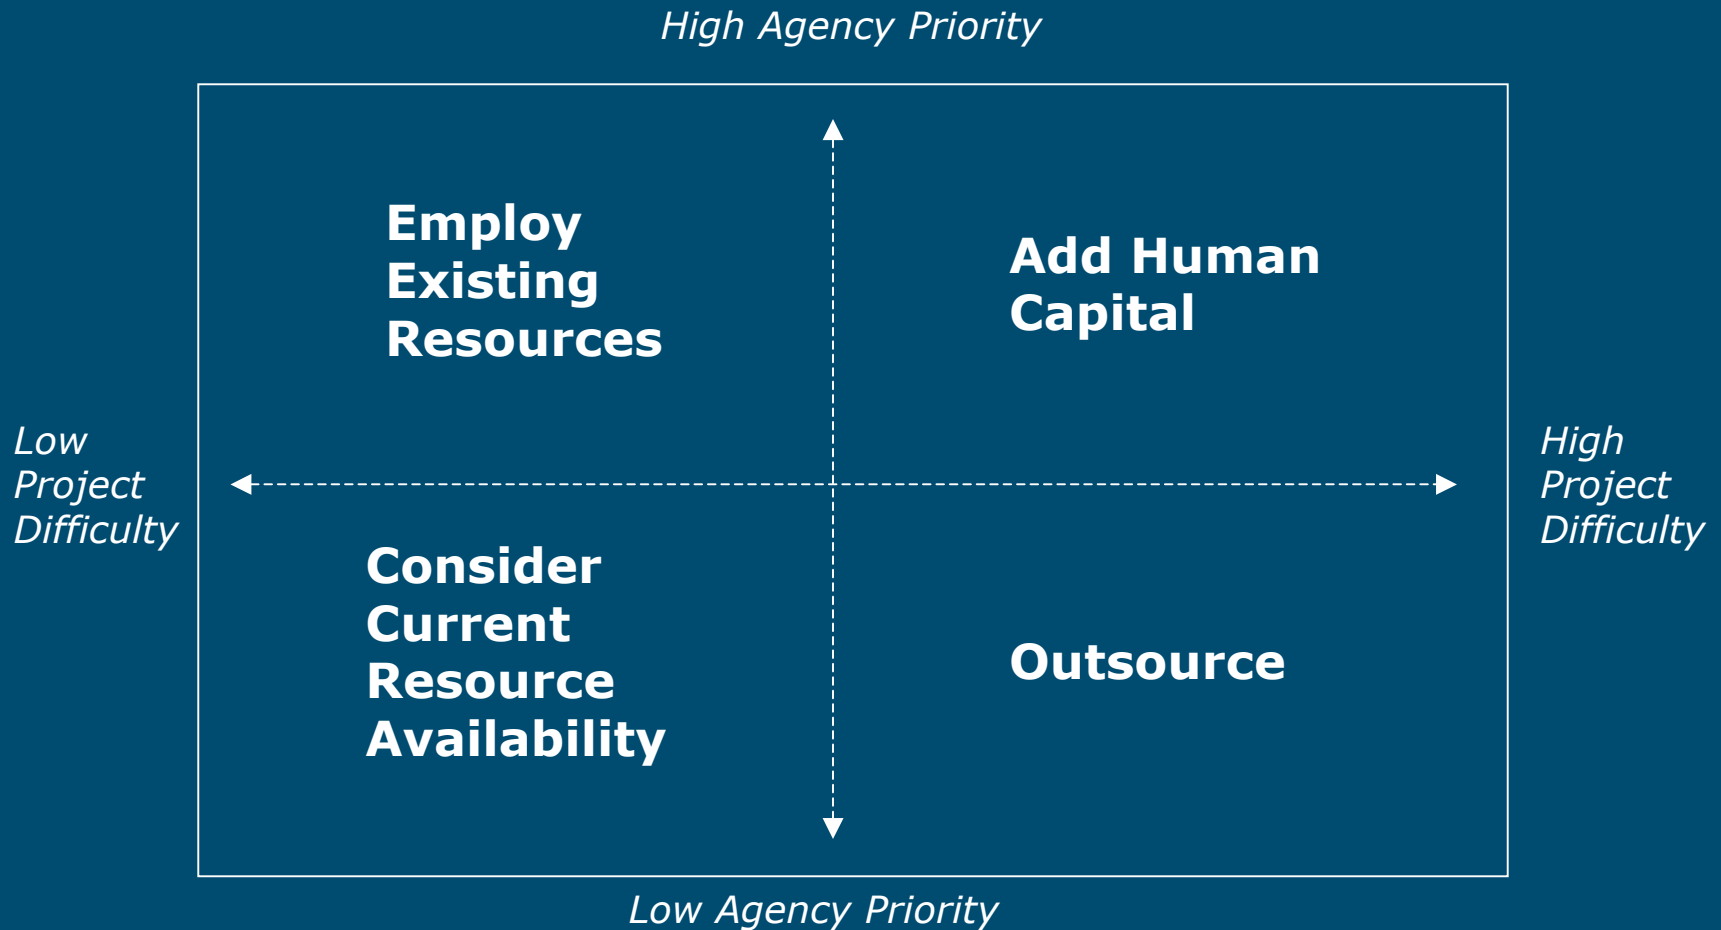 High Agency Priority
Employ
Existing
Resources
Add Human
Capital
Low
Project
Difficulty
High
Project
Difficulty
Consider
Current
Resource
Availability
Outsource
Low Agency Priority